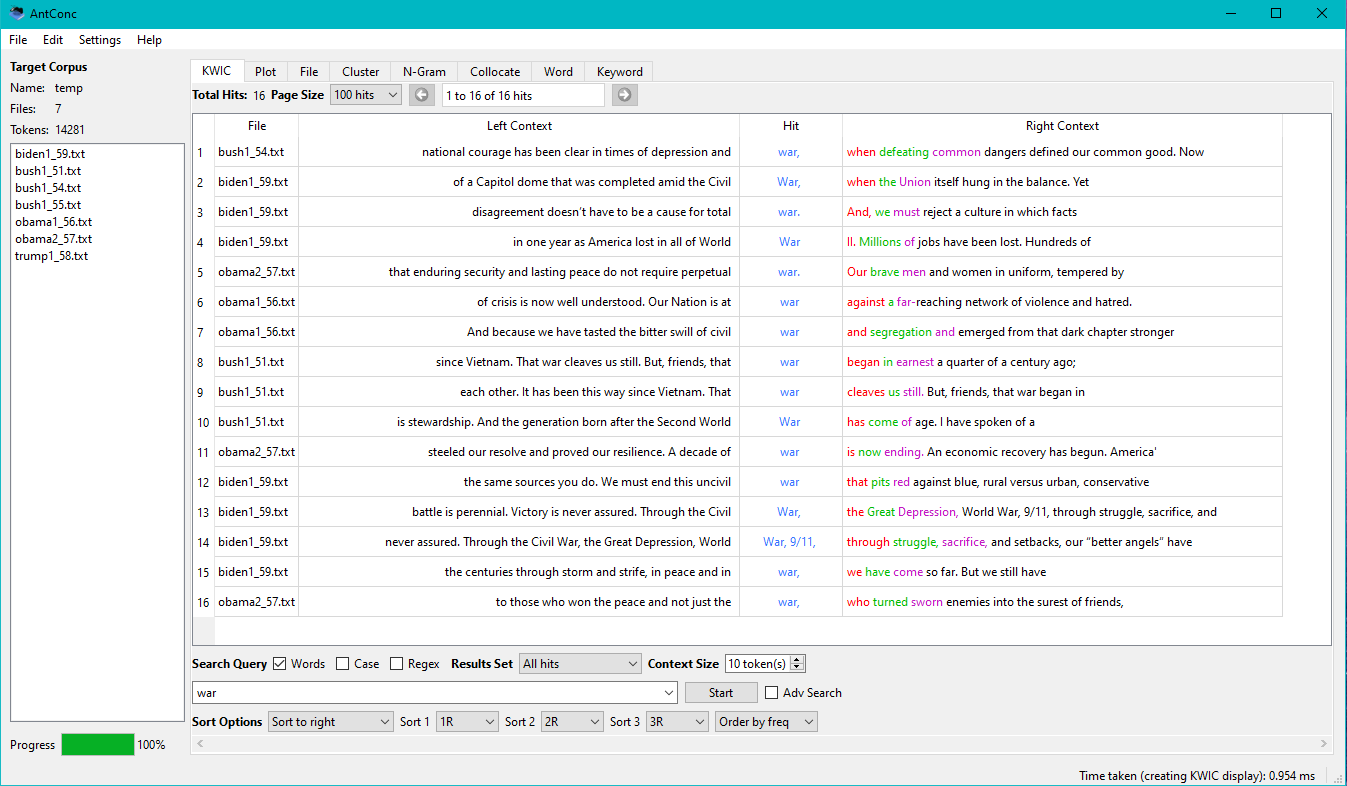 AntConc
File Edit Settings Help
Target Corpus
Name: temp
Files: 7
Tokens: 14281
biden1_59.txt
bush1_51.txt
bush1_54.txt
bush1_55.txt
obama1_56.txt
obama2_57.txt
trump1_58.txt
Progress 100%
KWIC Plot File Cluster N-Gram Collocate Word Keyword
Total Hits: 16 Page Size 100 hits 1 to 16 of 16 hits
File Left Context Hit Right Context
1 bush1_54.txt national courage has been clear in times of depression and war, when defeating common dangers defined our common good. Now
2 biden1_59.txt of a Capitol dome that was completed amid the Civil War, when the Union itself hung in the balance. Yet
3 biden1_59.txt disagreement doesn't have to be a cause for total war. And, we must reject a culture in which facts
4 biden1_59.txt in one year as America lost in all of World War II. Millions of jobs have been lost. Hundreds of
5 obama2_57.txt that enduring security and lasting peace do not require perpetual war. Our brave men and women in uniform, tempered by
6 obama1_56.txt of crisis is now well understood. Our Nation is at war against a far-reaching network of violence and hatred.
7 obama1_56.txt And because we have tasted the bitter swill of civil war and segregation and emerged from that dark chapter stronger
8 bush1_51.txt since Vietnam. That war cleaves us still. But, friends, that war began in earnest a quarter of a century ago;
9 bush1_51.txt each other. It has been this way since Vietnam. That war cleaves us still. But, friends, that war began in
10 bush1_51.txt is stewardship. And the generation born after the Second World War has come of age. I have spoken of a
11 obama2_57.txt steeled our resolve and proved our resilience. A decade of war is now ending. An economic recovery has begun. America'
12 biden1_59.txt the same sources you do. We must end this uncivil war that pits red against blue, rural versus urban, conservative
13 biden1_59.txt battle is perennial. Victory is never assured. Through the Civil War, the Great Depression, World War, 9/11, through struggle, sacrifice, and
14 biden1_59.txt never assured. Through the Civil War, the Great Depression, World War, 9/11, through struggle, sacrifice, and setbacks, our “better angels” have
15 biden1_59.txt the centuries through storm and strife, in peace and in war, we have come so far. But we still have
16 obama2_57.txt to those who won the peace and not just the war, who turned sworn enemies into the surest of friends,
Search Query Words Case Regex Results Set All hits Context Size 10 token(s)
war Start Adv Search
Sort Options Sort to right Sort 1 1R Sort 2 2R Sort 3 3R Order by freq
Time taken (creating KWIC display): 0.954 ms